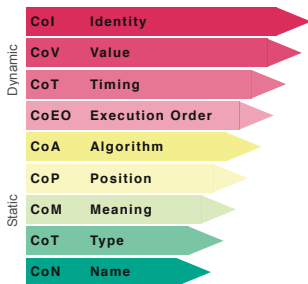 CoI Identity
CoV Value
CoT Timing
CoEO Execution Order
CoA Algorithm
CoP Position
CoM Meaning
CoT Type
CoN Name
Dynamic
Static